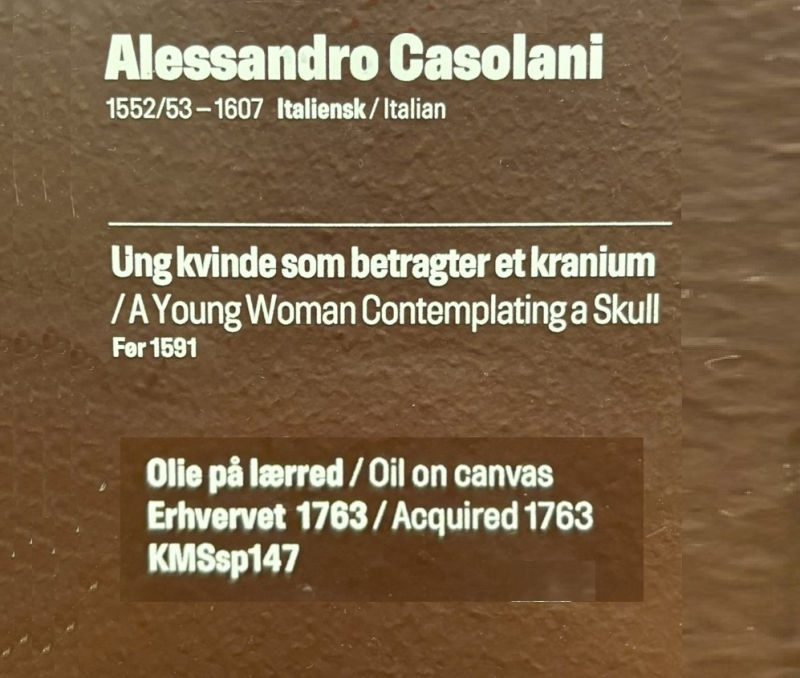 Alessandro Casolani
1552/53 – 1607 Italiensk / Italian
Ung kvinde som betragter et kranium
/ A Young Woman Contemplating a Skull
Før 1591
Olie på lærred / Oil on canvas
Erhvervet 1763 / Acquired 1763
KMSsp147